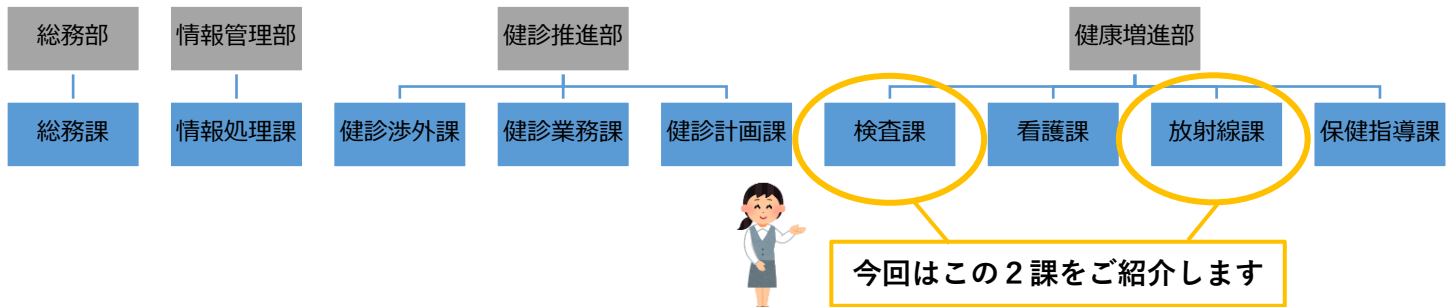 総務部
情報管理部
健診推進部
健康増進部
総務課
情報処理課
健診渉外課
健診業務課
健診計画課
検査課
看護課
放射線課
保健指導課
今回はこの２課をご紹介します